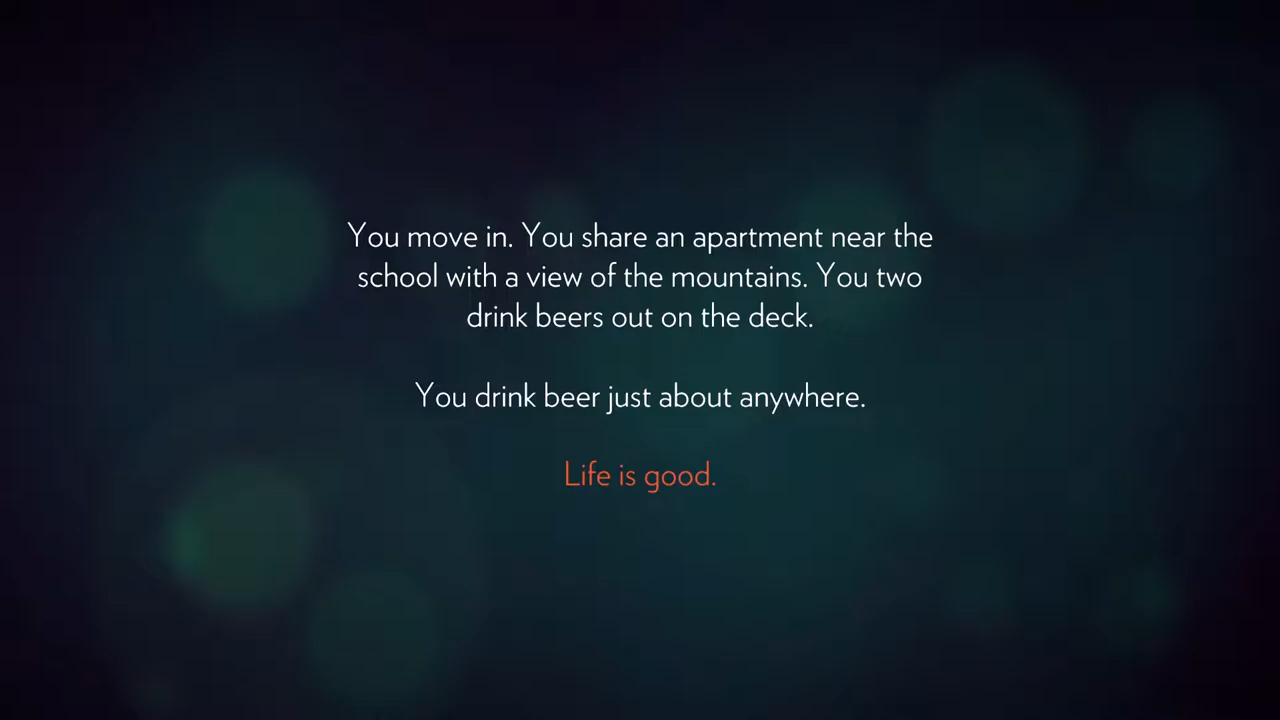 You move in. You share an apartment near the
school with a view of the mountains. You two
drink beers out on the deck.
You drink beer just about anywhere.
Life is good.